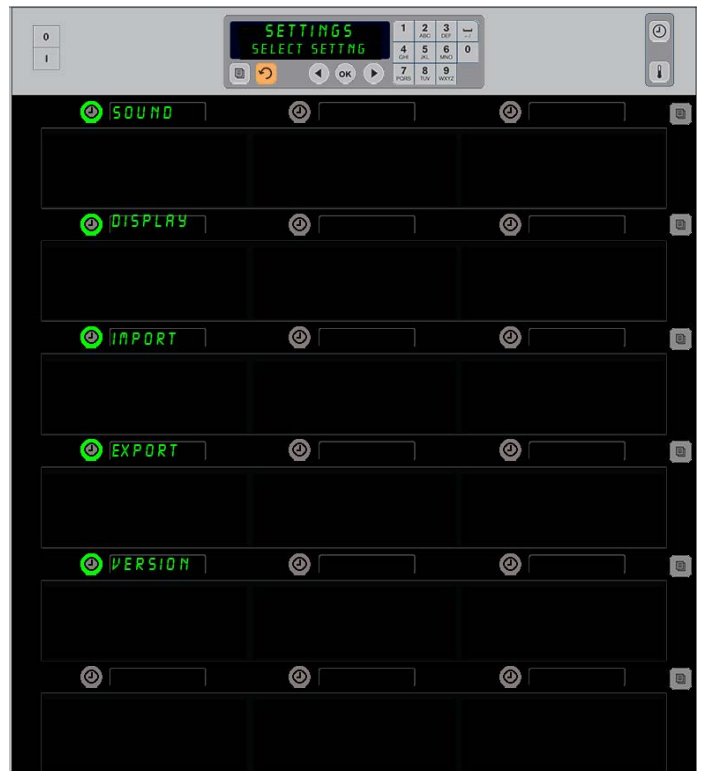 SETTINGS
SELECT SETTNG
0
I
1
2 ABC
3 DEF
4 GHI
5 JKL
6 MNO
0
7 PQRS
8 TUV
9 WXYZ
OK
SOUND
DISPLAY
IMPORT
EXPORT
VERSION